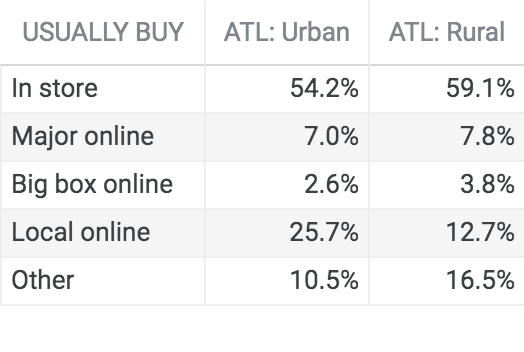 USUALLY BUY ATL: Urban ATL: Rural
In store 54.2% 59.1%
Major online 7.0% 7.8%
Big box online 2.6% 3.8%
Local online 25.7% 12.7%
Other 10.5% 16.5%